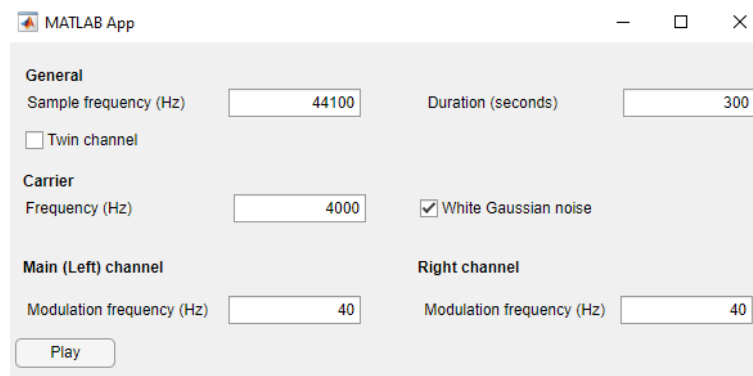 MATLAB App
General
Sample frequency (Hz) 44100 Duration (seconds) 300
Twin channel
Carrier
Frequency (Hz) 4000 White Gaussian noise
Main (Left) channel Right channel
Modulation frequency (Hz) 40 Modulation frequency (Hz) 40
Play